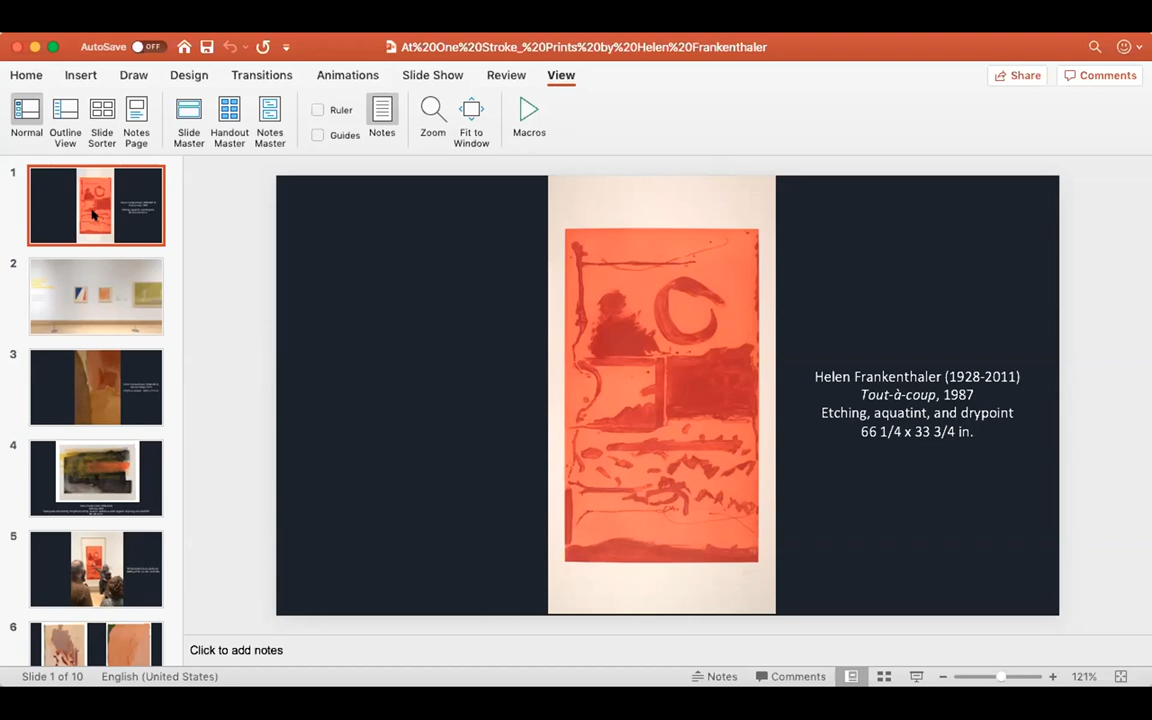 AutoSave OFF
At%20One%20Stroke_%20Prints%20by%20Helen%20Frankenthaler
Home Insert Draw Design Transitions Animations Slide Show Review View Share Comments
Normal Outline View Slide Sorter Notes Page Slide Master Handout Master Notes Master Ruler Guides Notes Zoom Fit to Window Macros
1
2
3
4
5
6
Helen Frankenthaler (1928-2011)
Tout-à-coup, 1987
Etching, aquatint, and drypoint
66 1/4 x 33 3/4 in.
Click to add notes
Slide 1 of 10 English (United States) Notes Comments 121%